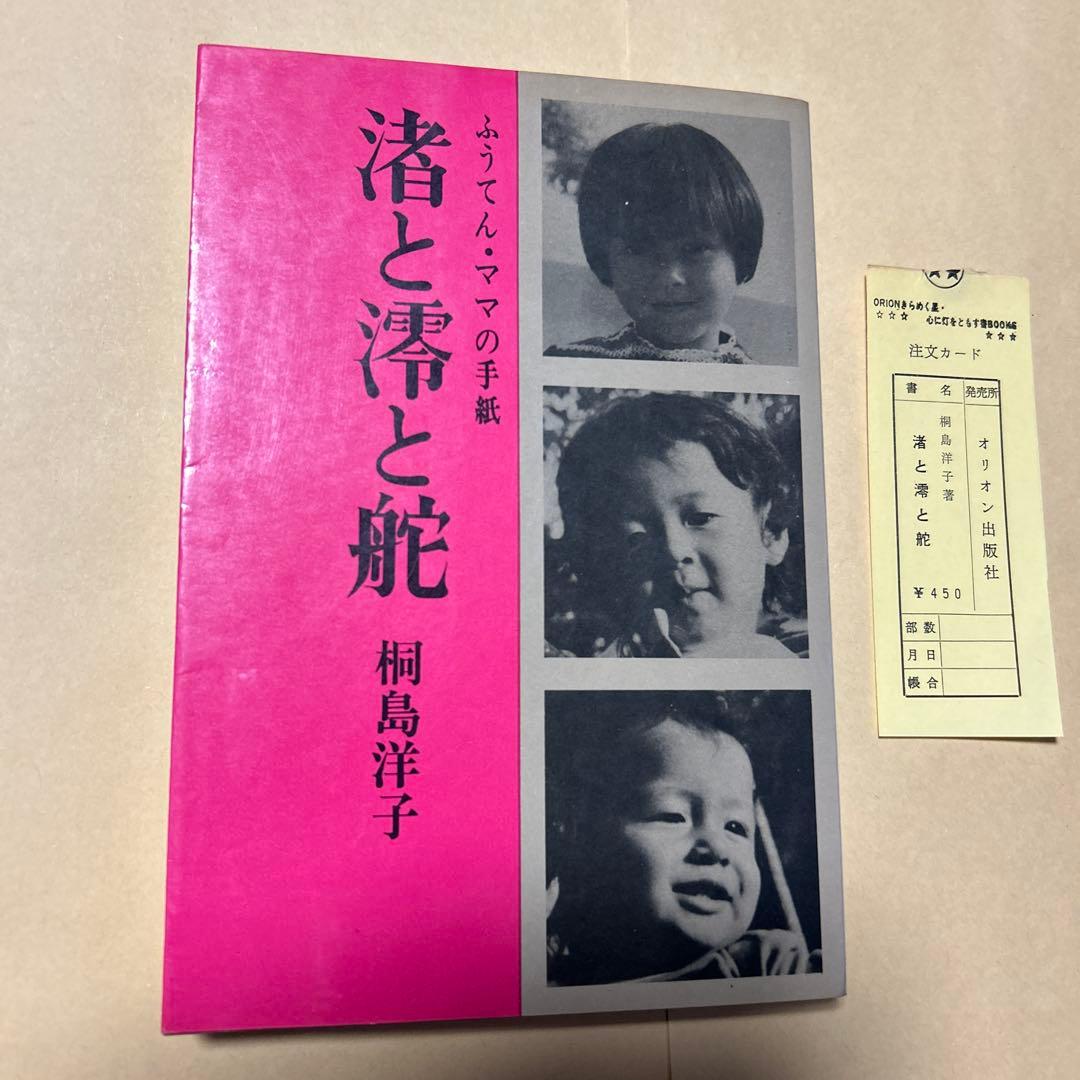 ふうてん・ママの手紙
渚と澪と舵
桐島洋子
ORIONきらめく星・
☆☆☆ 心に灯をともす書BOOKS
☆☆☆
注文カード
発売所
オリオン出版社
書名
桐島洋子著
渚と澪と舵
¥450
部数
月日
帳合